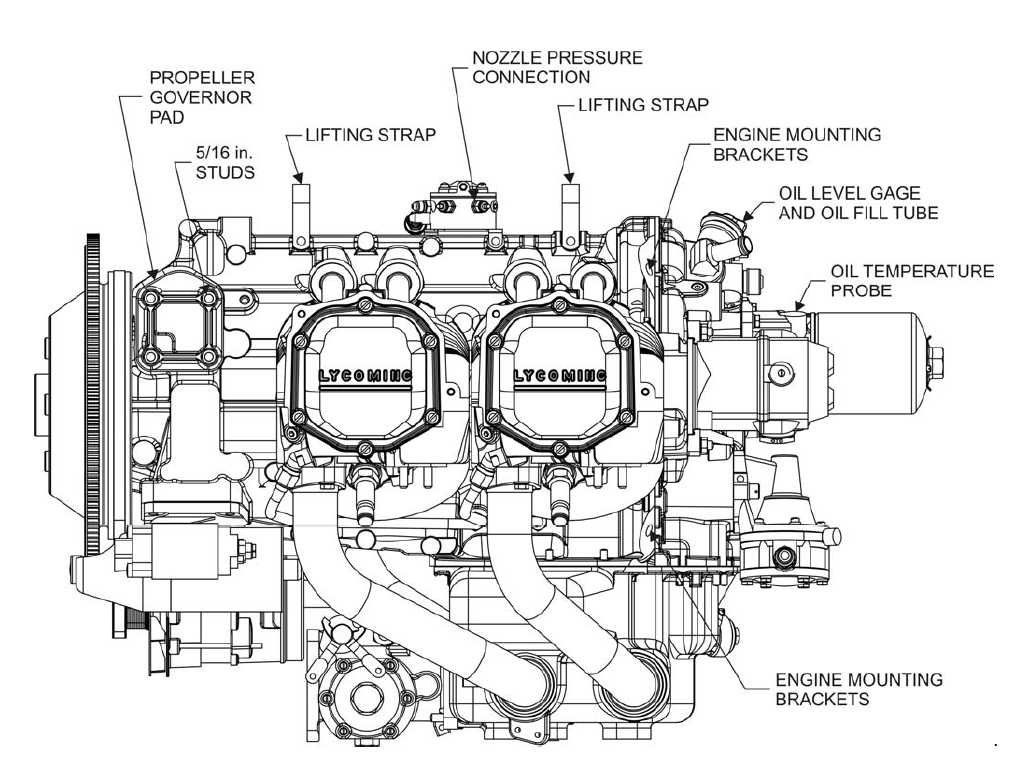 NOZZLE PRESSURE
CONNECTION
PROPELLER
GOVERNOR
PAD
LIFTING STRAP
LIFTING STRAP
ENGINE MOUNTING
BRACKETS
5/16 in.
STUDS
OIL LEVEL GAGE
AND OIL FILL TUBE
OIL TEMPERATURE
PROBE
LYCOMING
LYCOMING
ENGINE MOUNTING
BRACKETS